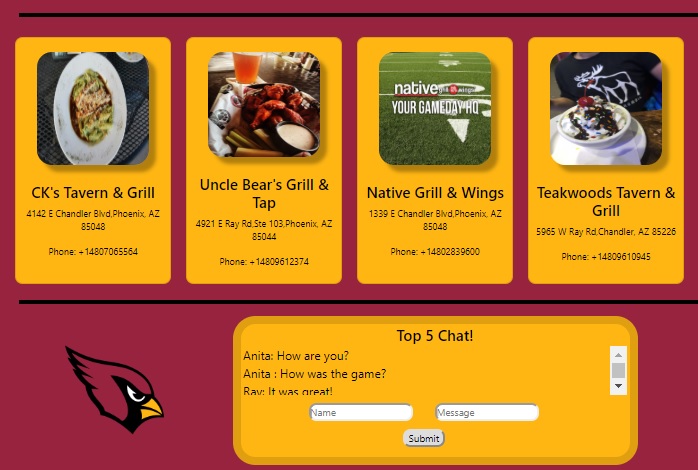 native grill wings
YOUR GAMEDAY HQ
CK's Tavern & Grill
4142 E Chandler Blvd,Phoenix, AZ
85048
Phone: +14807065564
Uncle Bear's Grill &
Tap
4921 E Ray Rd,Ste 103,Phoenix, AZ
85044
Phone: +14809612374
Native Grill & Wings
1339 E Chandler Blvd,Phoenix, AZ
85048
Phone: +14802839600
Teakwoods Tavern &
Grill
5965 W Ray Rd,Chandler, AZ 85226
Phone: +14809610945
Top 5 Chat!
Anita: How are you?
Anita : How was the game?
Ray: It was great!
Name
Message
Submit